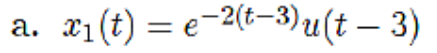 a. x₁(t) = e^{-2(t-3)}u(t − 3)